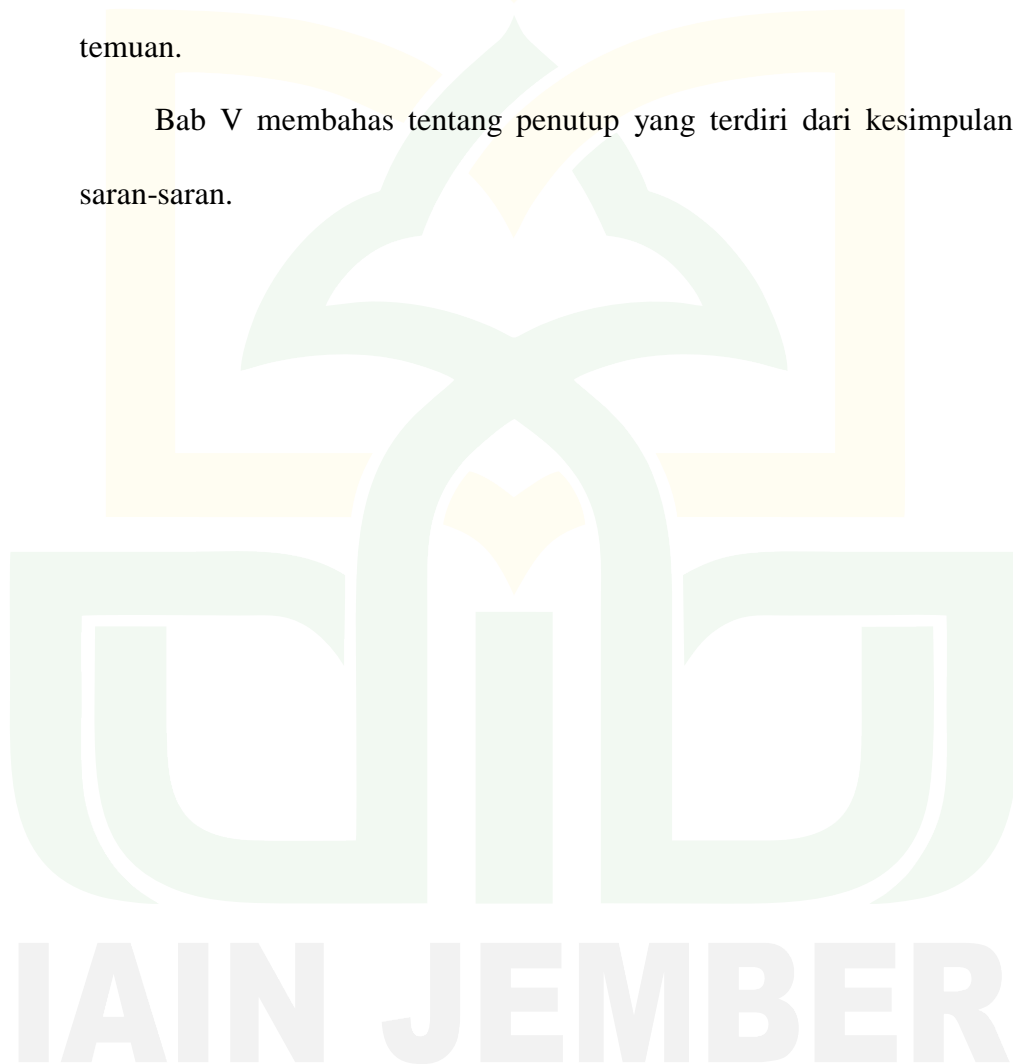 temuan.
Bab V membahas tentang penutup yang terdiri dari kesimpulan
saran-saran.
IAIN JEMBER